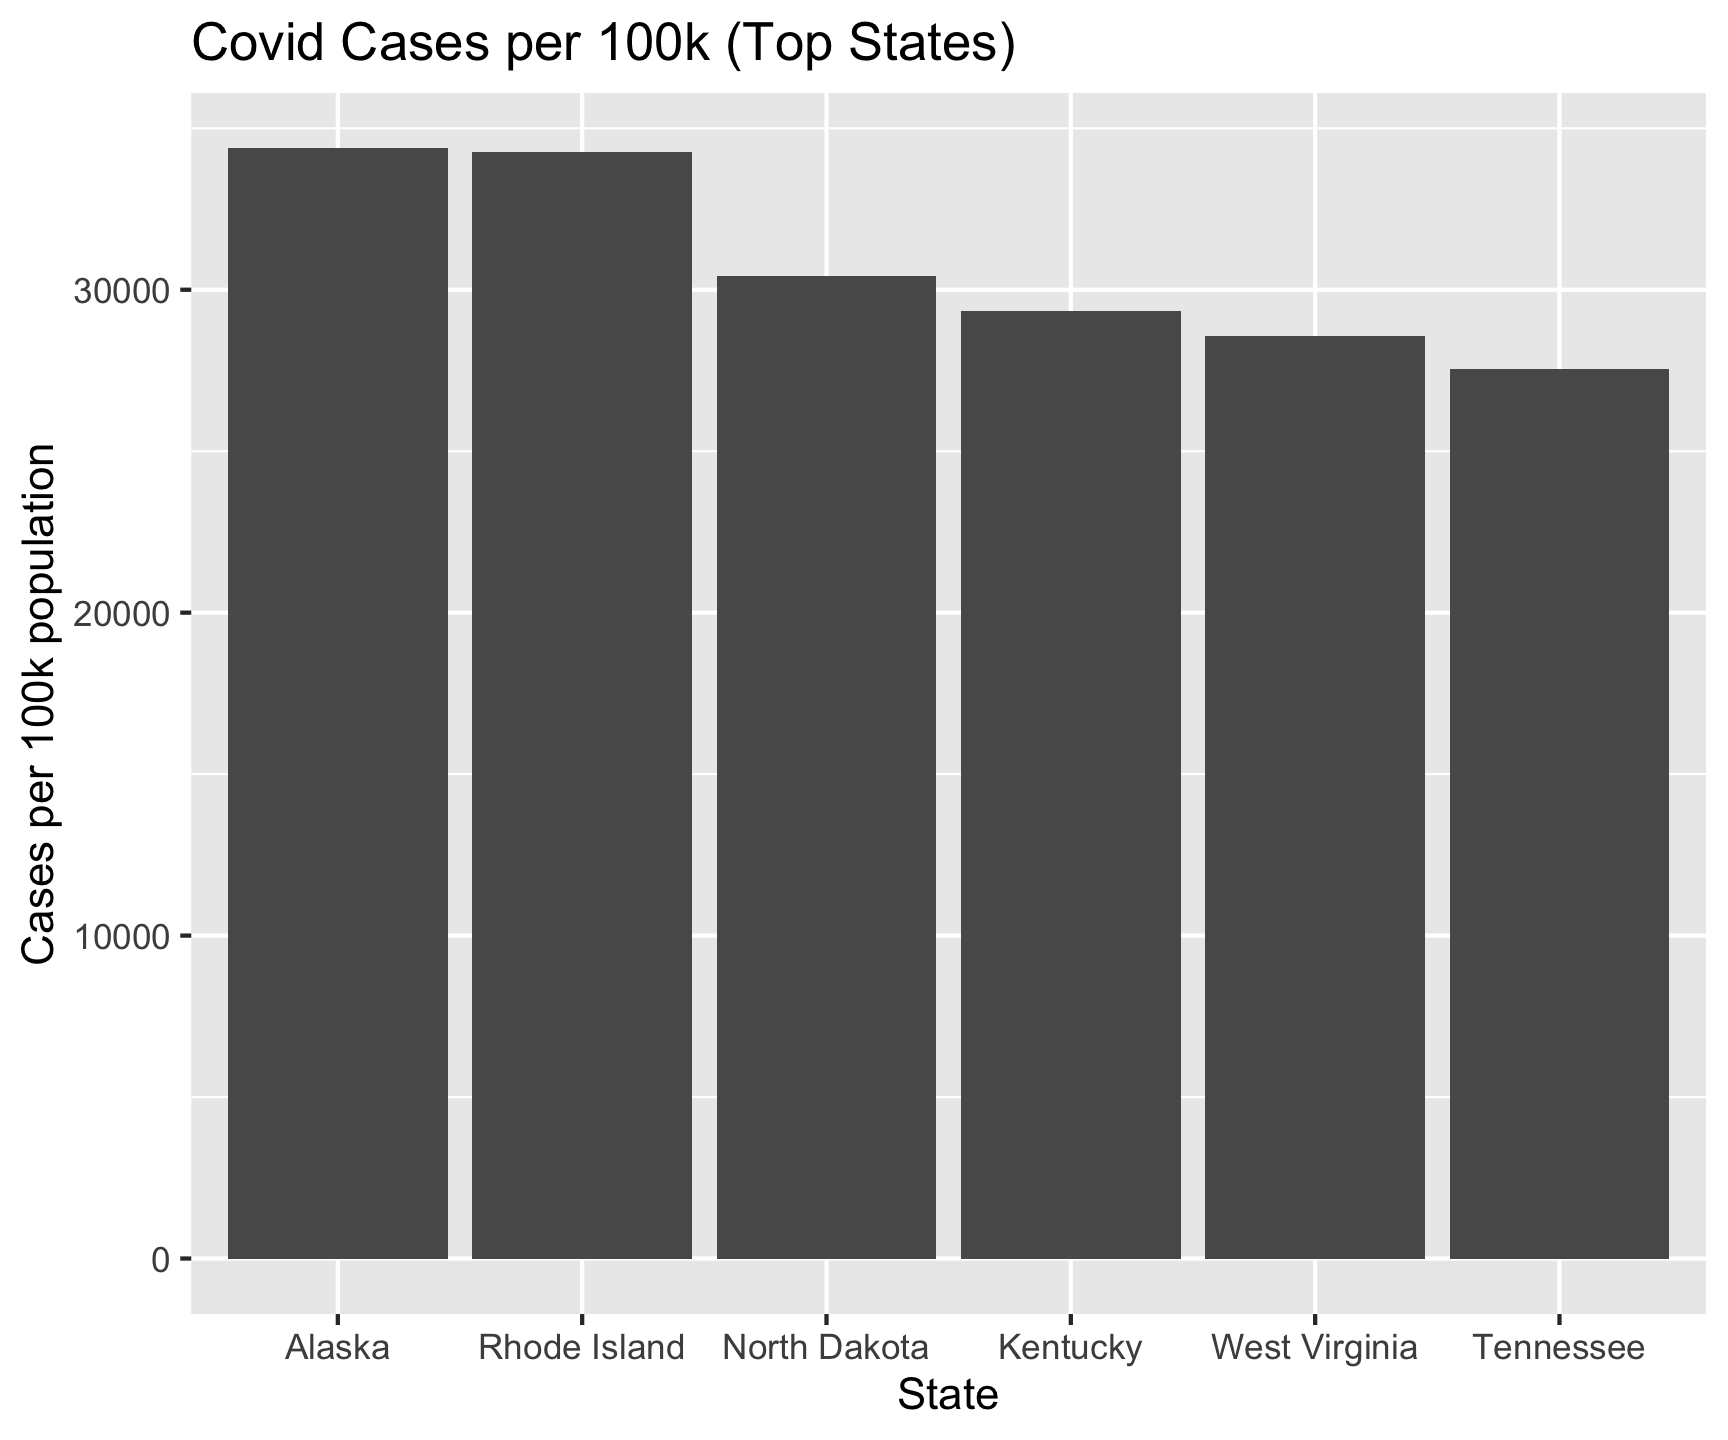 Covid Cases per 100k (Top States)
Cases per 100k population
30000
20000
10000
0
Alaska Rhode Island North Dakota Kentucky West Virginia Tennessee
State